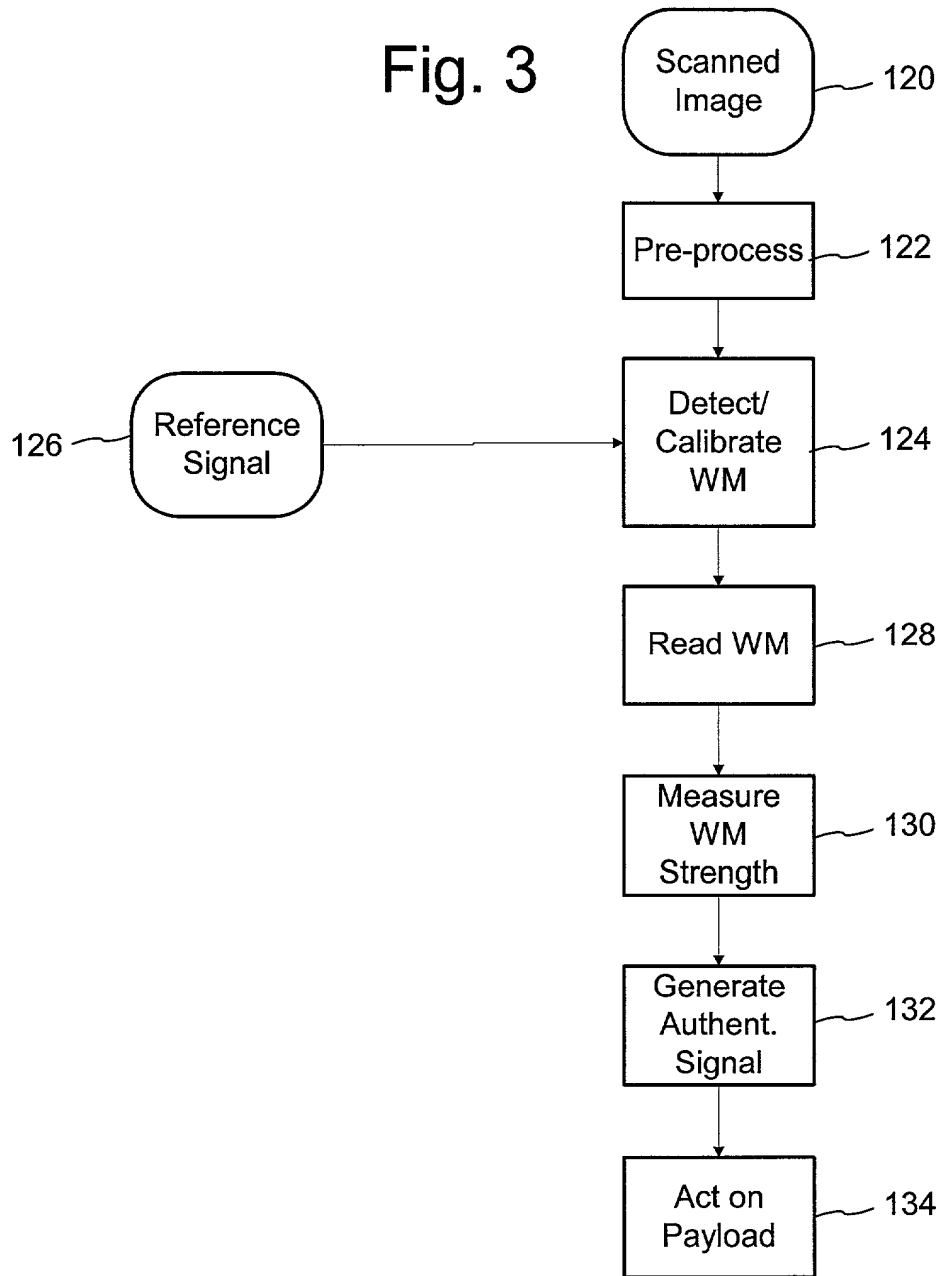 Fig. 3
Scanned
Image
120
Pre-process
122
Detect/
Calibrate
WM
124
126
Reference
Signal
Read WM
128
Measure
WM
Strength
130
Generate
Authent.
Signal
132
Act on
Payload
134